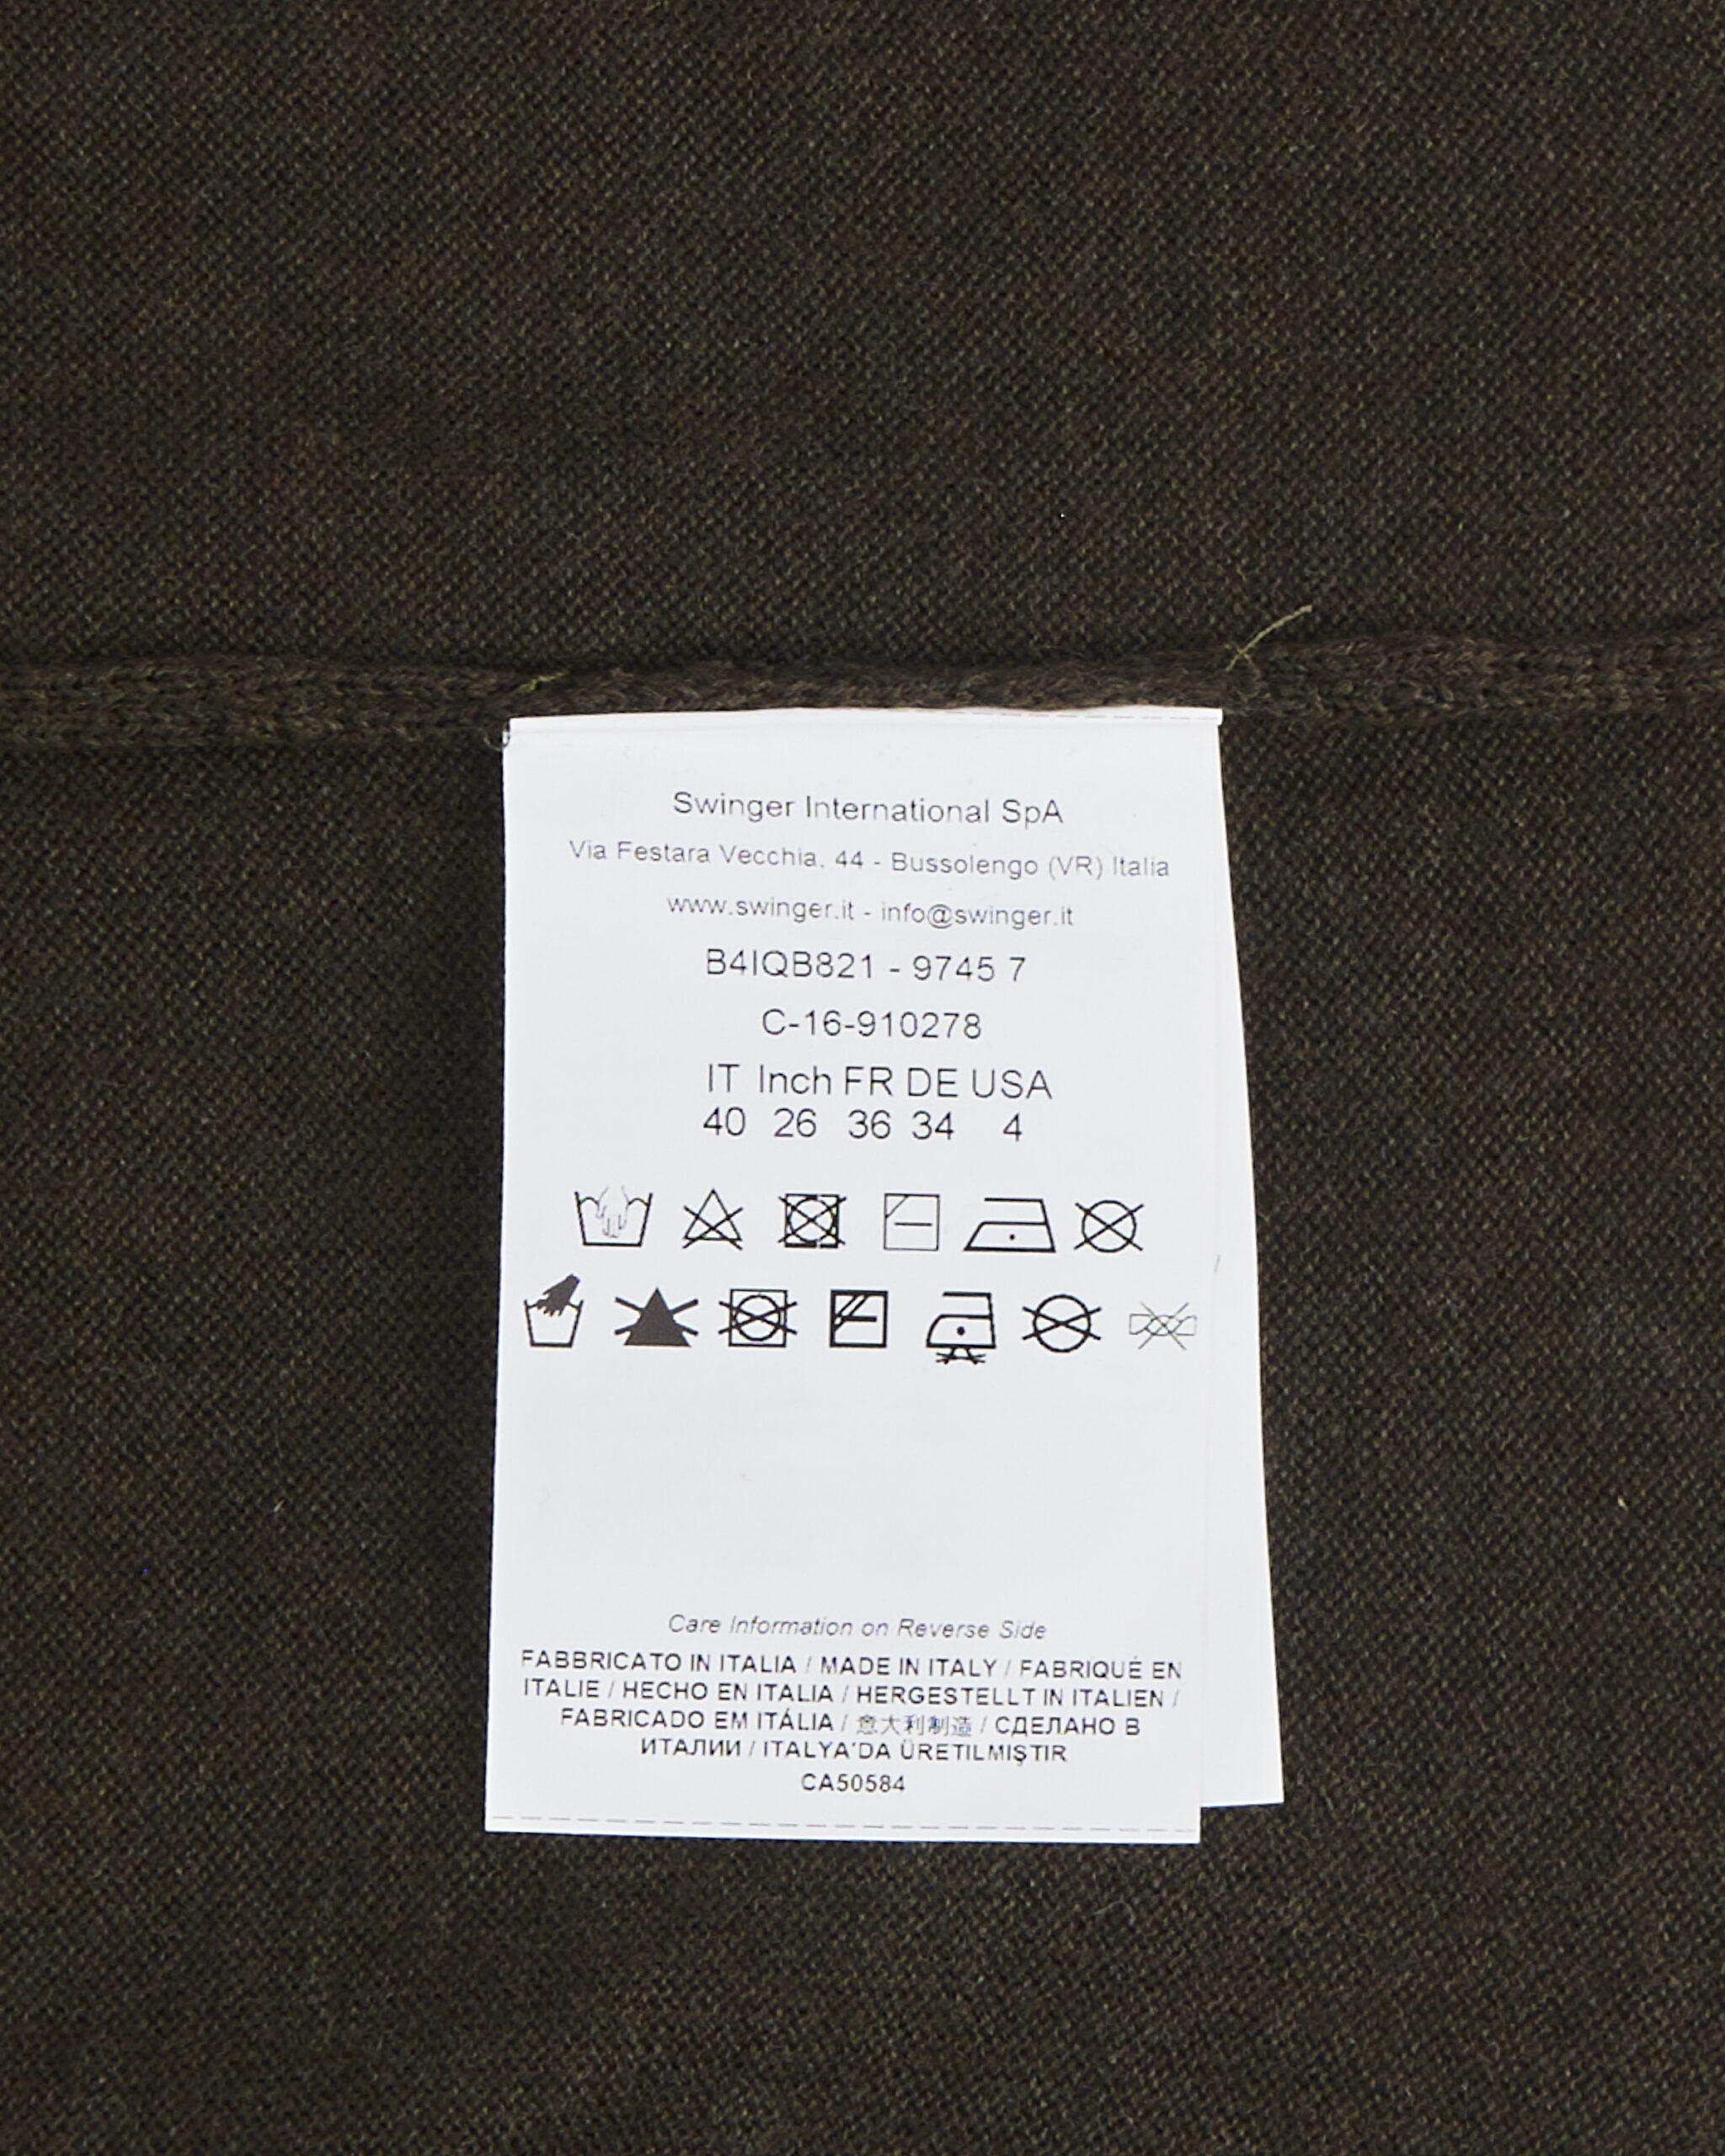 Swinger International SpA
Via Festara Vecchia, 44 - Bussolengo (VR) Italia
www.swinger.it - info@swinger.it
B4IQB821 - 9745 7
C-16-910278
IT Inch FR DE USA
40 26 36 34 4
Care Information on Reverse Side
FABBRICATO IN ITALIA / MADE IN ITALY / FABRIQUÉ EN
ITALIE / HECHO EN ITALIA / HERGESTELLT IN ITALIEN /
FABRICADO EM ITÁLIA / 意大利制造 / СДЕЛАНО В
ИТАЛИИ / ITALYA'DA ÜRETILMIŞTIR
CA50584